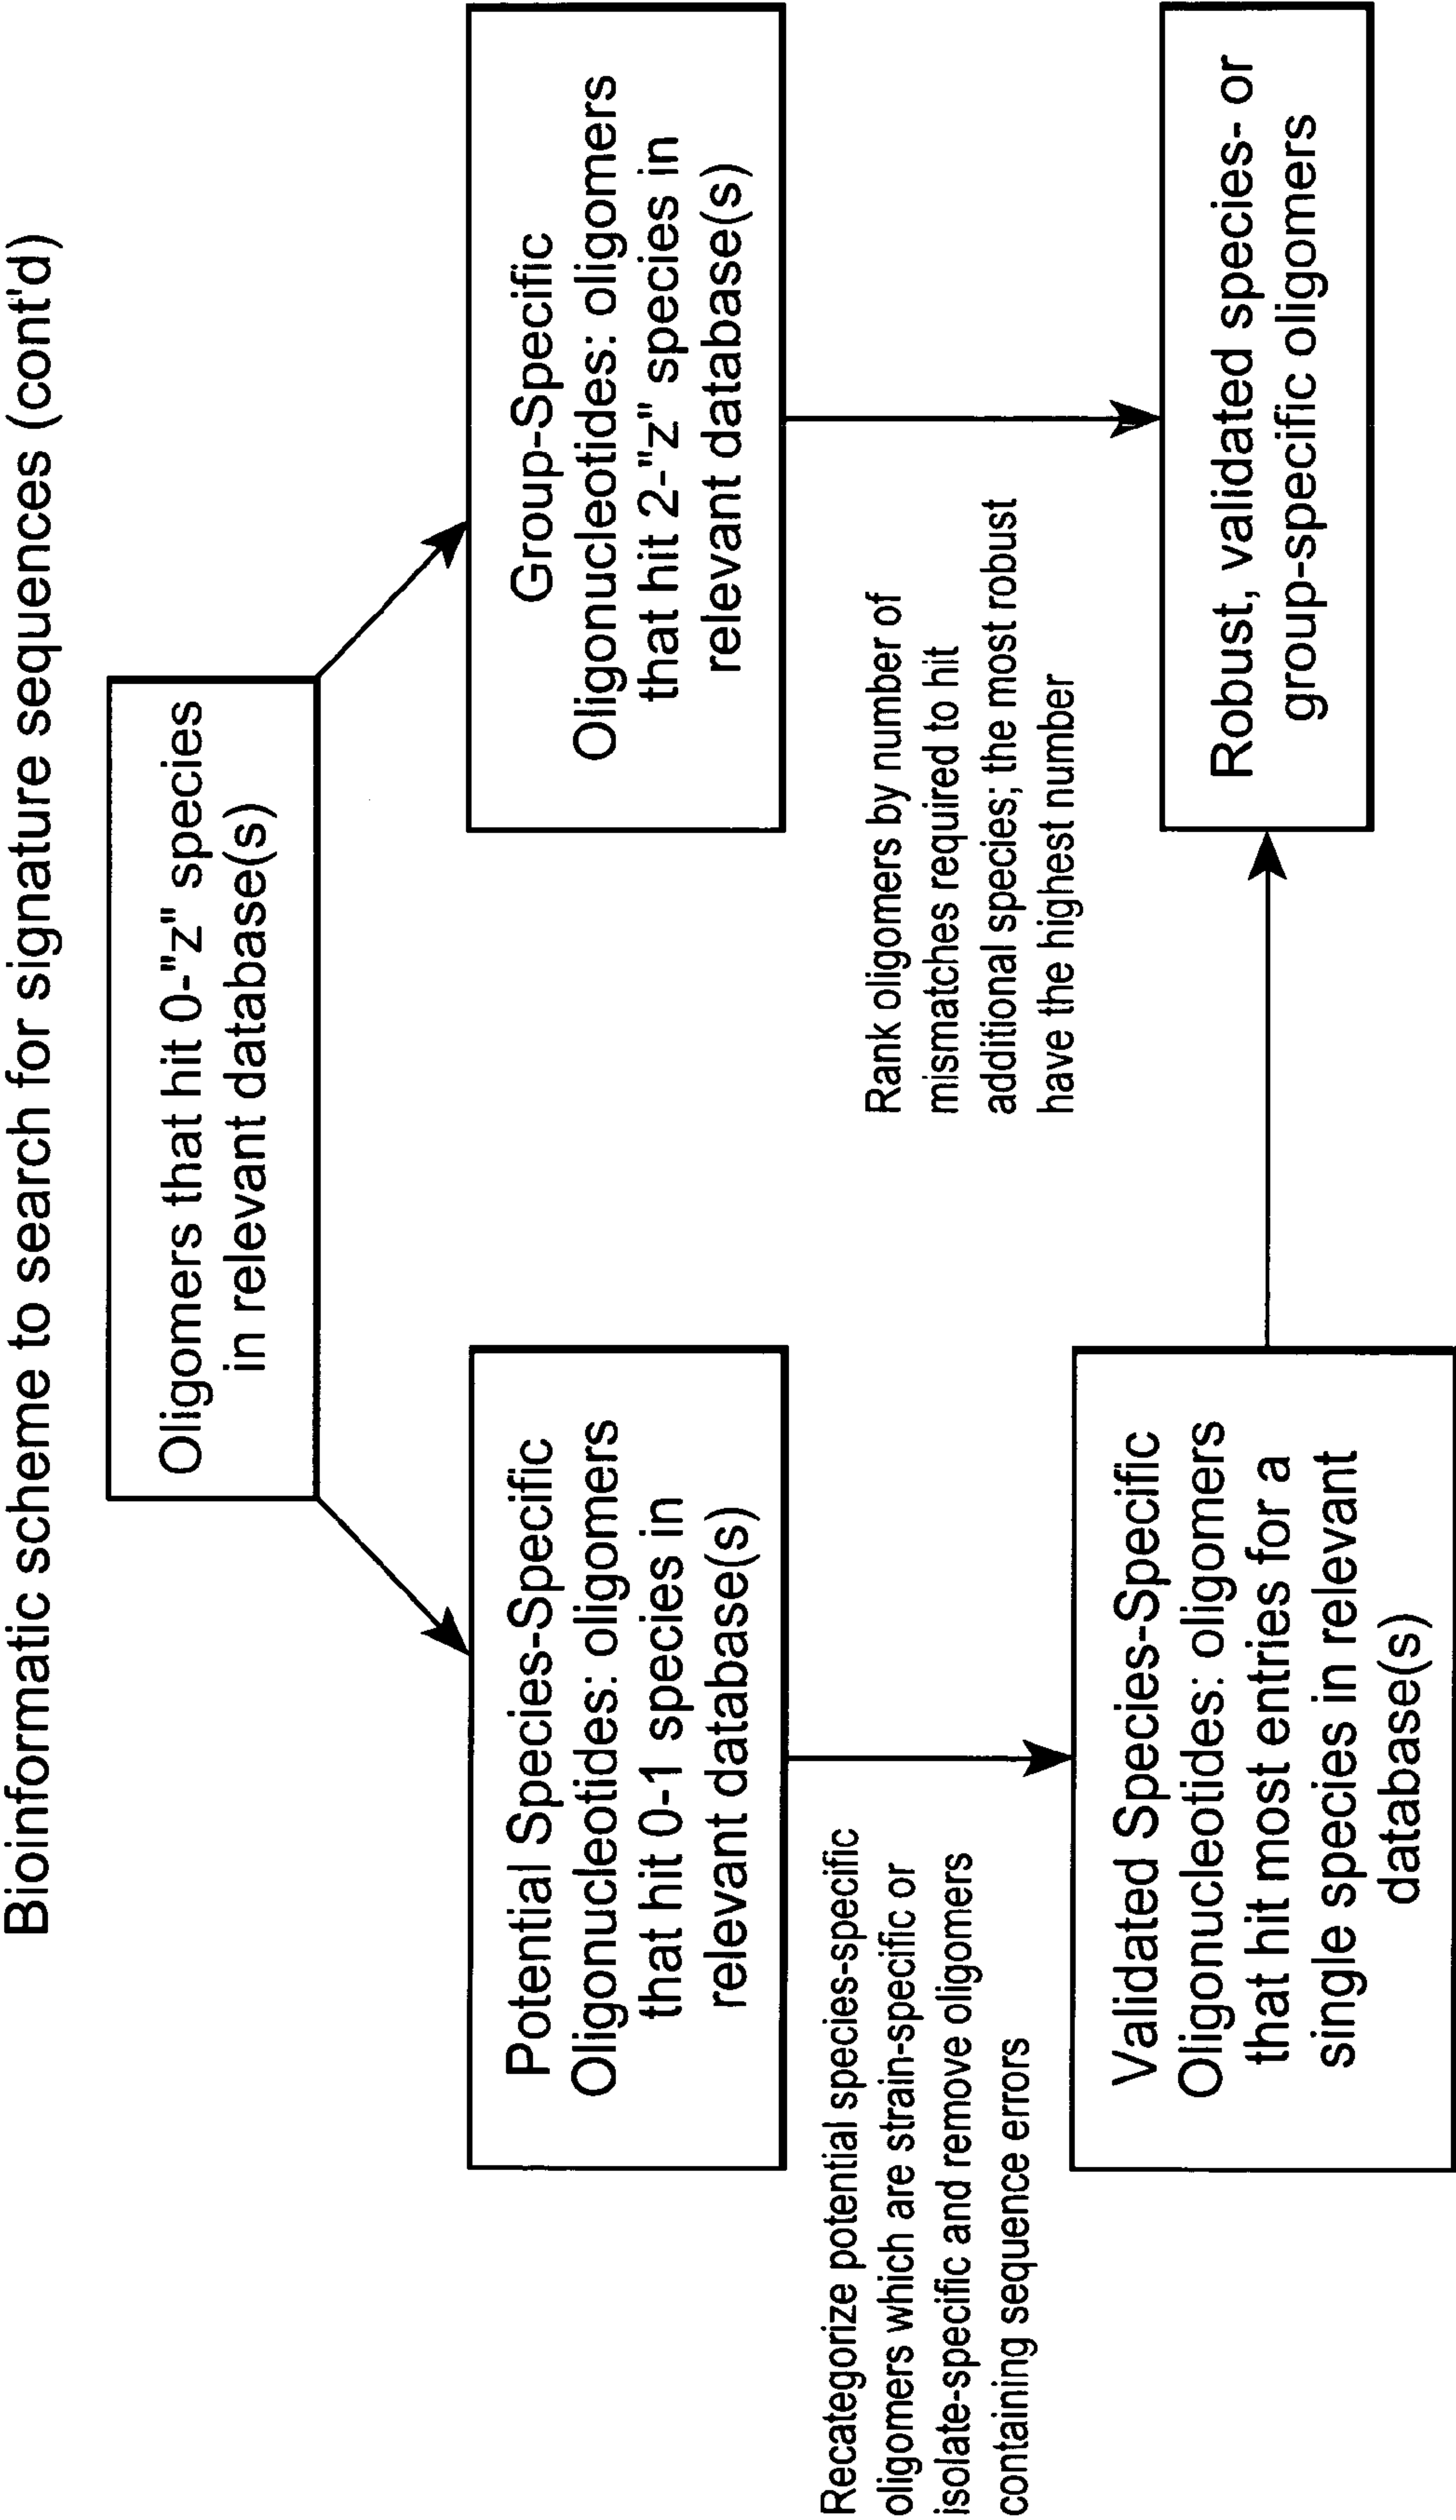 Bioinformatic scheme to search for signature sequences (cont'd)
Oligomers that hit 0-"z" species
in relevant database(s)
Potential Species-Specific
Oligonucleotides: oligomers
that hit 0-1 species in
relevant database(s)
Group-Specific
Oligonucleotides: oligomers
that hit 2-"z" species in
relevant database(s)
Recategorize potential species-specific
oligomers which are strain-specific or
isolate-specific and remove oligomers
containing sequence errors
Rank oligomers by number of
mismatches required to hit
additional species; the most robust
have the highest number
Validated Species-Specific
Oligonucleotides: oligomers
that hit most entries for a
single species in relevant
database(s)
Robust, validated species- or
group-specific oligomers